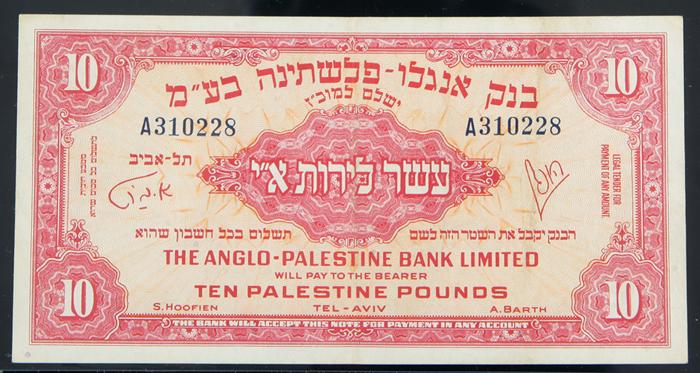 10
10
בנק אנגלו-פלשתינה בע"מ
ישלם למוכ"ז
A310228
A310228
תל-אביב
LEGAL TENDER FOR
PAYMENT OF ANY AMOUNT
עשר לירות א"י
הבנק יקבל את השטר הזה לשם
תשלום בכל חשבון שהוא
THE ANGLO-PALESTINE BANK LIMITED
WILL PAY TO THE BEARER
TEN PALESTINE POUNDS
S. HOOFIEN
TEL-AVIV
A. BARTH
10
10
THE BANK WILL ACCEPT THIS NOTE FOR PAYMENT IN ANY ACCOUNT